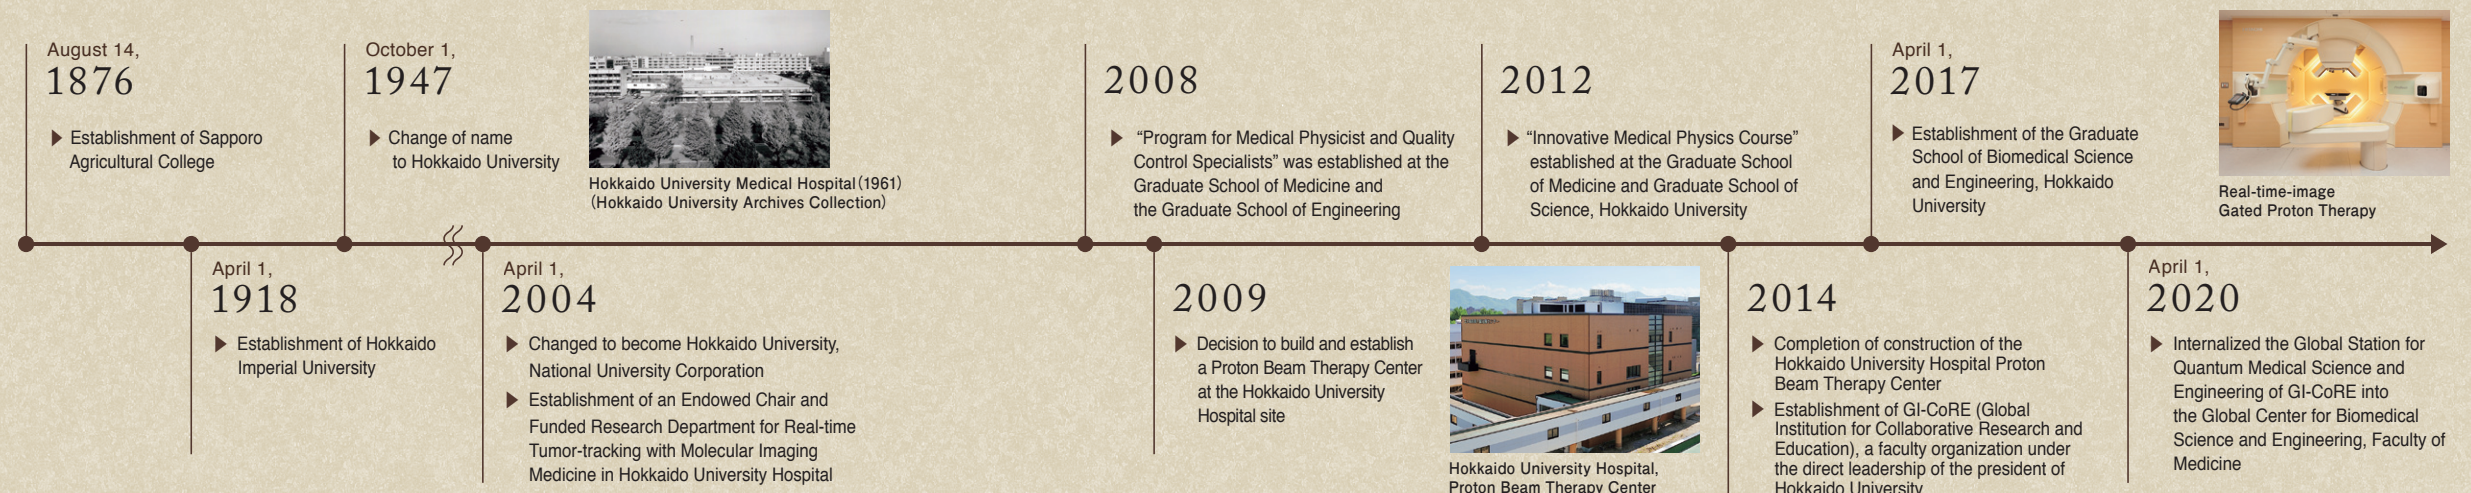 August 14,
1876
Establishment of Sapporo
Agricultural College
April 1,
1918
Establishment of Hokkaido
Imperial University
October 1,
1947
Change of name
to Hokkaido University
Hokkaido University Medical Hospital (1961)
(Hokkaido University Archives Collection)
April 1,
2004
Changed to become Hokkaido University,
National University Corporation
Establishment of an Endowed Chair and
Funded Research Department for Real-time
Tumor-tracking with Molecular Imaging
Medicine in Hokkaido University Hospital
2008
“Program for Medical Physicist and Quality
Control Specialists” was established at the
Graduate School of Medicine and
the Graduate School of Engineering
2009
Decision to build and establish
a Proton Beam Therapy Center
at the Hokkaido University
Hospital site
2012
“Innovative Medical Physics Course”
established at the Graduate School
of Medicine and Graduate School of
Science, Hokkaido University
Hokkaido University Hospital,
Proton Beam Therapy Center
2014
Completion of construction of the
Hokkaido University Hospital Proton
Beam Therapy Center
Establishment of GI-CoRE (Global
Institution for Collaborative Research and
Education), a faculty organization under
the direct leadership of the president of
Hokkaido University
April 1,
2017
Establishment of the Graduate
School of Biomedical Science
and Engineering, Hokkaido
University
Real-time-image
Gated Proton Therapy
April 1,
2020
Internalized the Global Station for
Quantum Medical Science and
Engineering of GI-CoRE into
the Global Center for Biomedical
Science and Engineering, Faculty of
Medicine